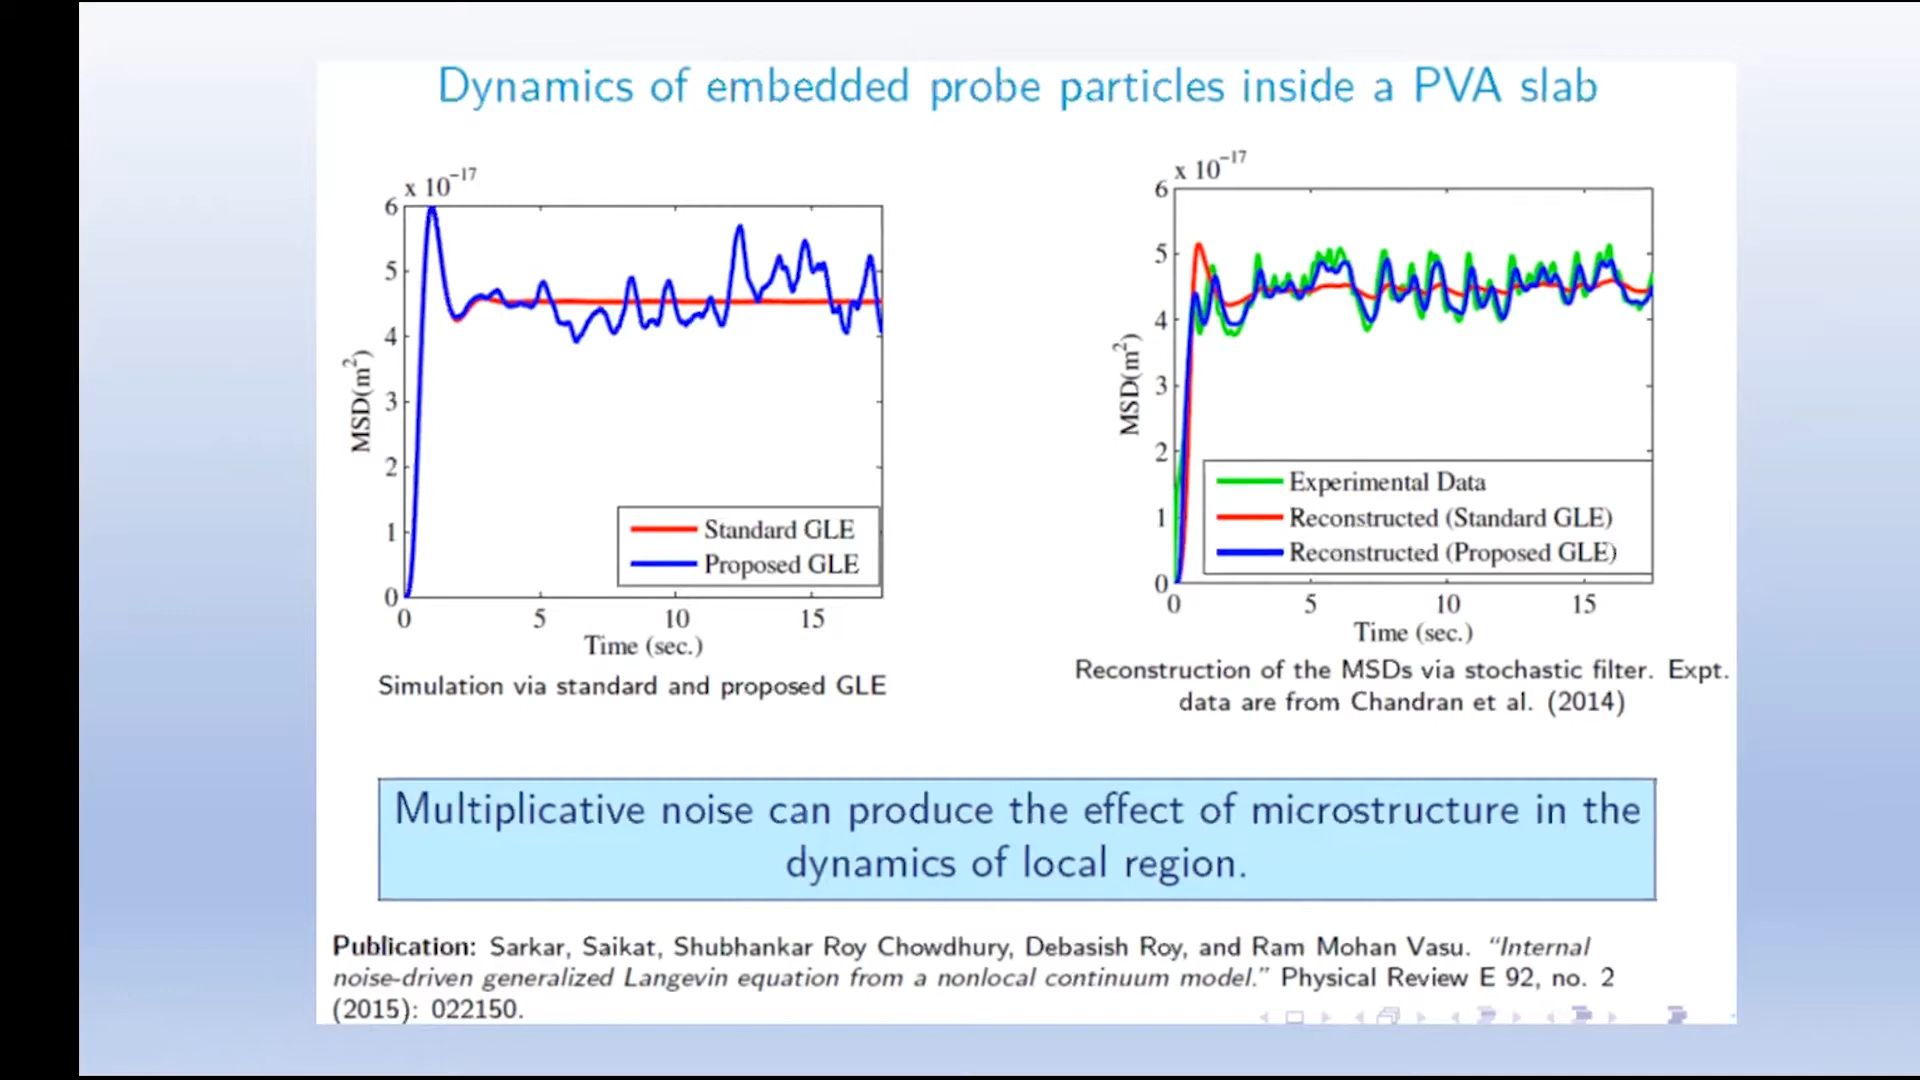 Dynamics of embedded probe particles inside a PVA slab
x 10⁻¹⁷
6
5
4
3
2
1
0
MSD(m²)
0 5 10 15
Time (sec.)
Standard GLE
Proposed GLE
Simulation via standard and proposed GLE
x 10⁻¹⁷
6
5
4
3
2
1
0
MSD(m²)
0 5 10 15
Time (sec.)
Experimental Data
Reconstructed (Standard GLE)
Reconstructed (Proposed GLE)
Reconstruction of the MSDs via stochastic filter. Expt.
data are from Chandran et al. (2014)
Multiplicative noise can produce the effect of microstructure in the
dynamics of local region.
Publication: Sarkar, Saikat, Shubhankar Roy Chowdhury, Debasish Roy, and Ram Mohan Vasu. “Internal
noise-driven generalized Langevin equation from a nonlocal continuum model.” Physical Review E 92, no. 2
(2015): 022150.